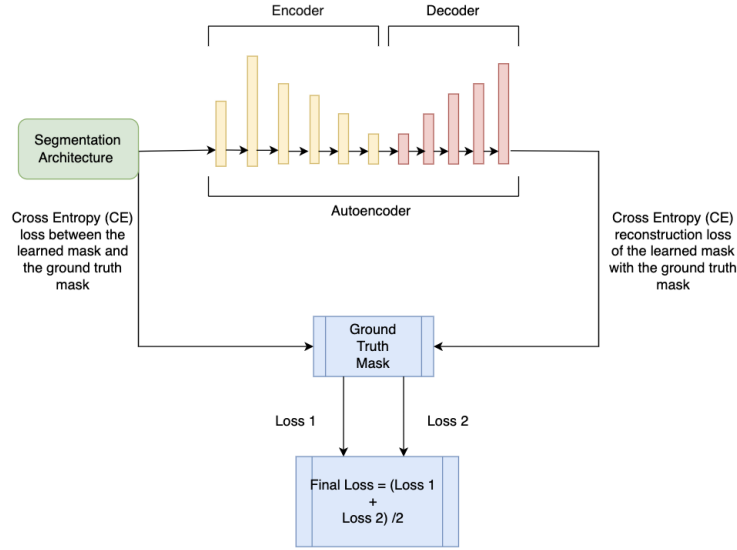 Encoder
Decoder
Segmentation
Architecture
Autoencoder
Cross Entropy (CE)
loss between the
learned mask and
the ground truth
mask
Cross Entropy (CE)
reconstruction loss
of the learned mask
with the ground truth
mask
Ground
Truth
Mask
Loss 1
Loss 2
Final Loss = (Loss 1
+
Loss 2) /2